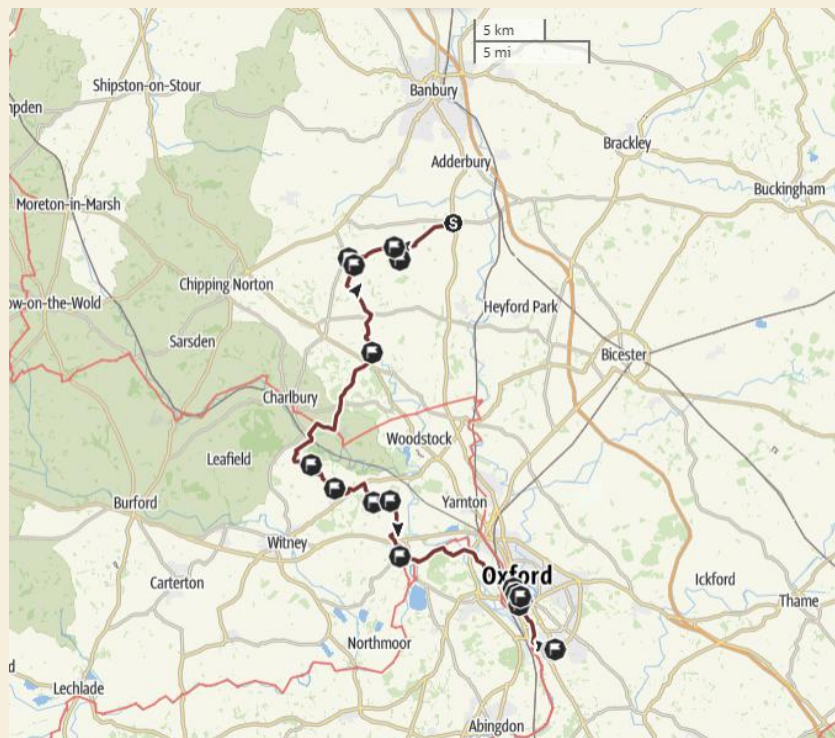 5 km
5 mi
Shipston-on-Stour
Banbury
mpden
Adderbury
Brackley
Buckingham
Moreton-in-Marsh
S
Chipping Norton
ow-on-the-Wold
Heyford Park
Sarsden
Bicester
Charlbury
Woodstock
Leafield
Burford
Yarnton
Witney
Oxford
Carterton
Ickford
Thame
Northmoor
d
Lechlade
Abingdon